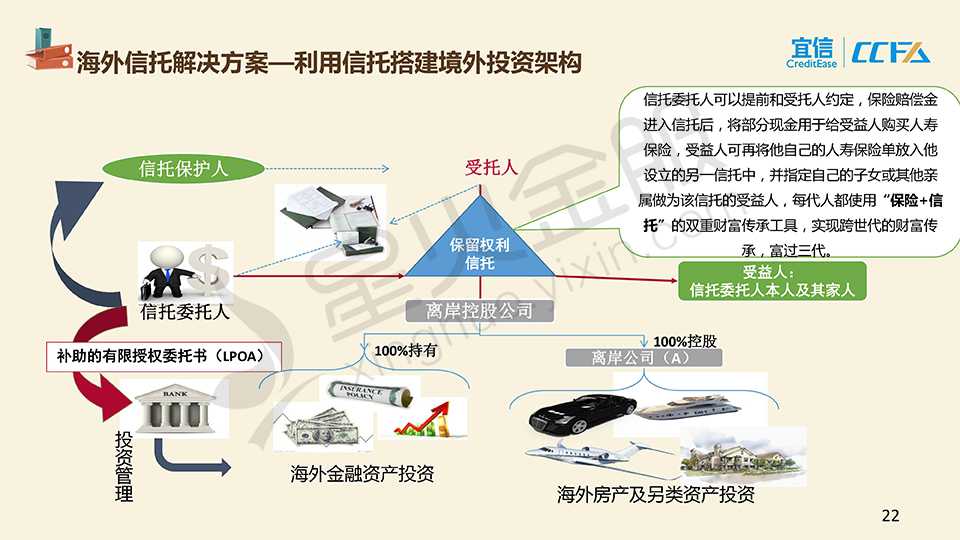 海外信托解决方案—利用信托搭建境外投资架构
宜信
CreditEase
CCFA
信托委托人可以提前和受托人约定，保险赔偿金
进入信托后，将部分现金用于给受益人购买人寿
保险，受益人可再将他自己的人寿保险单放入他
设立的另一信托中，并指定自己的子女或其他亲
属做为该信托的受益人，每代人都使用“保险+信
托”的双重财富传承工具，实现跨世代的财富传
承，富过三代。
信托保护人
受托人
保留权利
信托
受益人：
信托委托人本人及其家人
信托委托人
离岸控股公司
补助的有限授权委托书（LPOA）
100%持有
100%控股
离岸公司（A）
BANK
INSURANCE
POLICY
投资管理
海外金融资产投资
海外房产及另类资产投资
22
星火金服
xinghuo.yixin.com